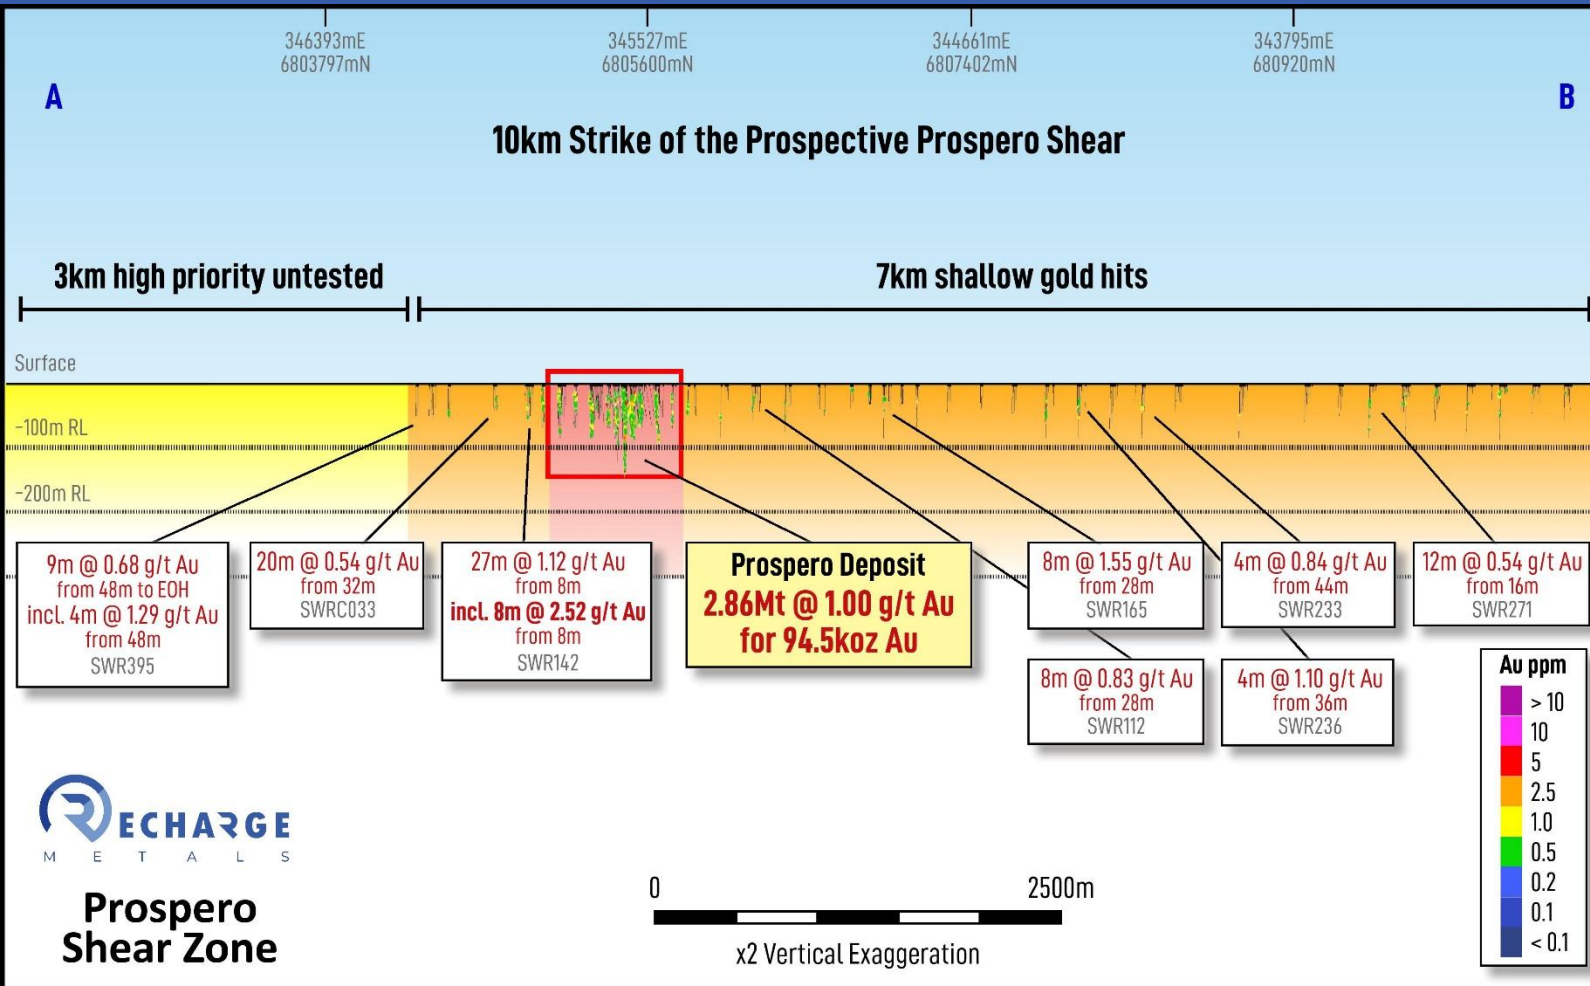 346393mE
6803797mN
345527mE
6805600mN
344661mE
6807402mN
343795mE
680920mN
A
B
10km Strike of the Prospective Prospero Shear
3km high priority untested
7km shallow gold hits
Surface
-100m RL
-200m RL
9m @ 0.68 g/t Au
from 48m to EOH
incl. 4m @ 1.29 g/t Au
from 48m
SWR395
20m @ 0.54 g/t Au
from 32m
SWRC033
27m @ 1.12 g/t Au
from 8m
incl. 8m @ 2.52 g/t Au
from 8m
SWR142
Prospero Deposit
2.86Mt @ 1.00 g/t Au
for 94.5koz Au
8m @ 1.55 g/t Au
from 28m
SWR165
4m @ 0.84 g/t Au
from 44m
SWR233
12m @ 0.54 g/t Au
from 16m
SWR271
8m @ 0.83 g/t Au
from 28m
SWR112
4m @ 1.10 g/t Au
from 36m
SWR236
Au ppm
> 10
10
5
2.5
1.0
0.5
0.2
0.1
< 0.1
RECHARGE
METALS
Prospero
Shear Zone
0 2500m
x2 Vertical Exaggeration